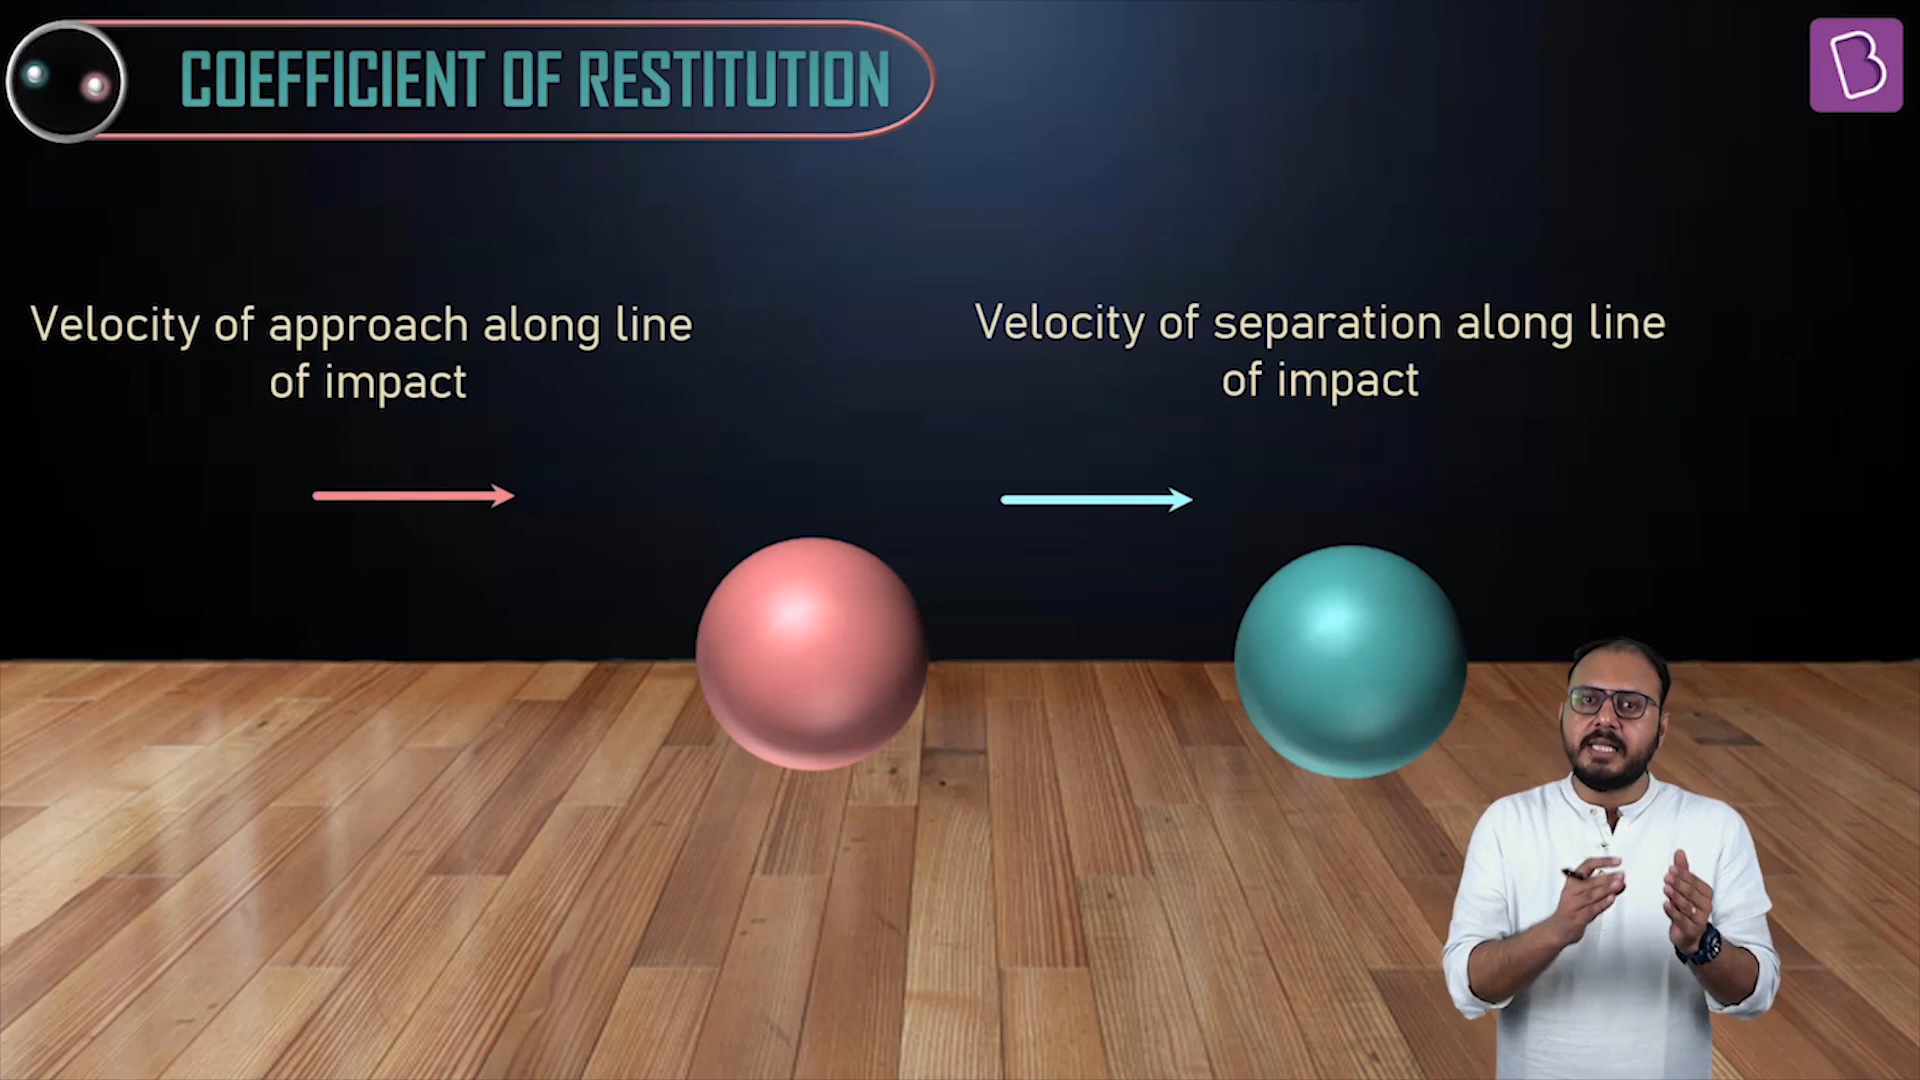 COEFFICIENT OF RESTITUTION
Velocity of approach along line
of impact
Velocity of separation along line
of impact